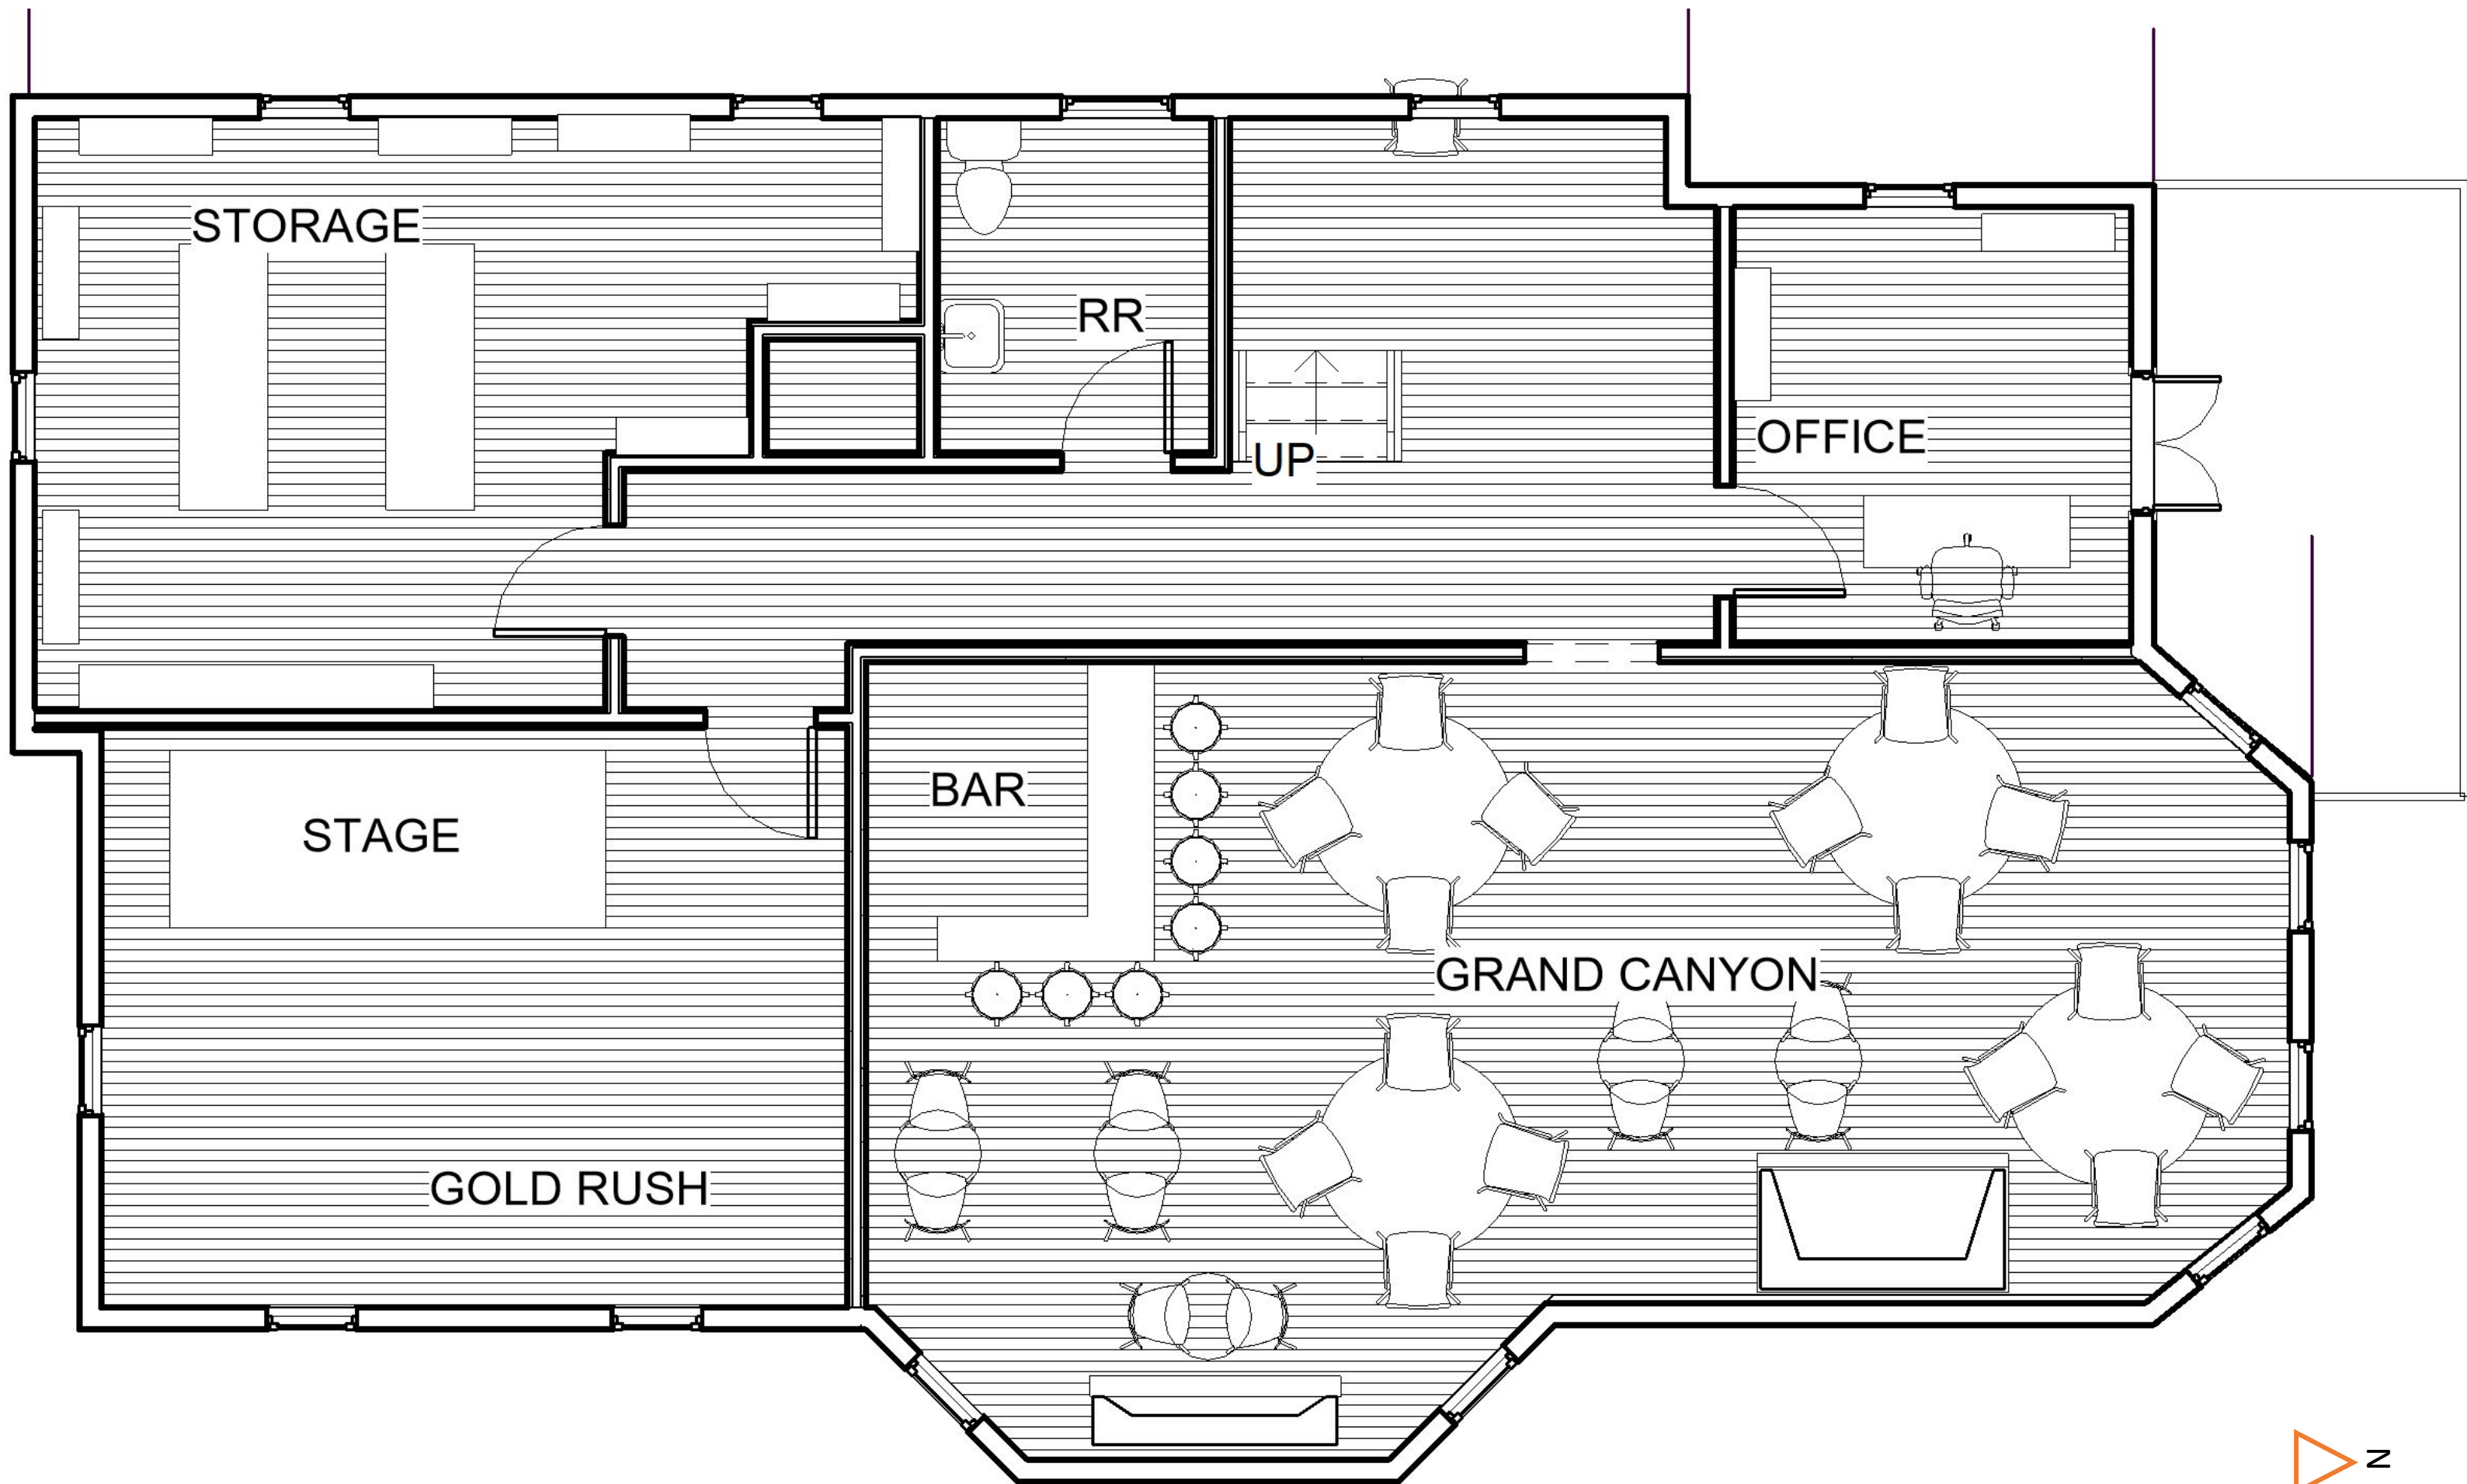 STORAGE
RR
UP
OFFICE
BAR
STAGE
GRAND CANYON
GOLD RUSH
N